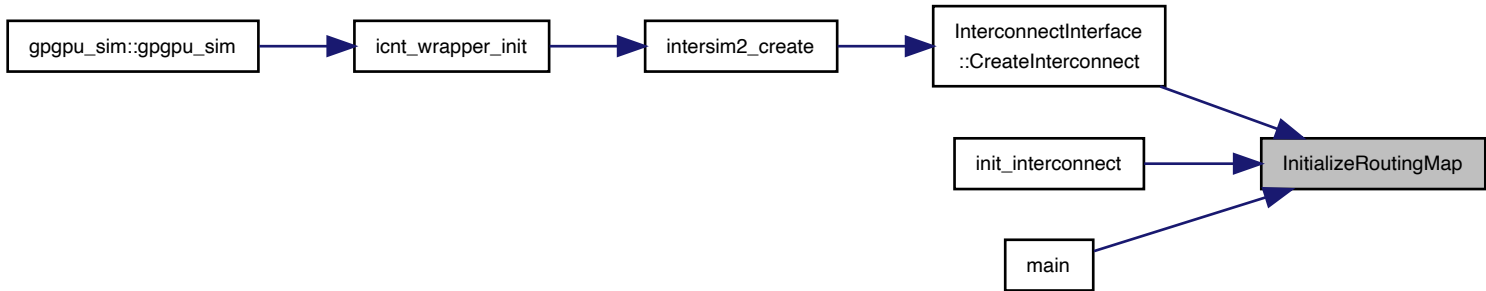 gpgpu_sim::gpgpu_sim
icnt_wrapper_init
intersim2_create
InterconnectInterface
::CreateInterconnect
init_interconnect
InitializeRoutingMap
main